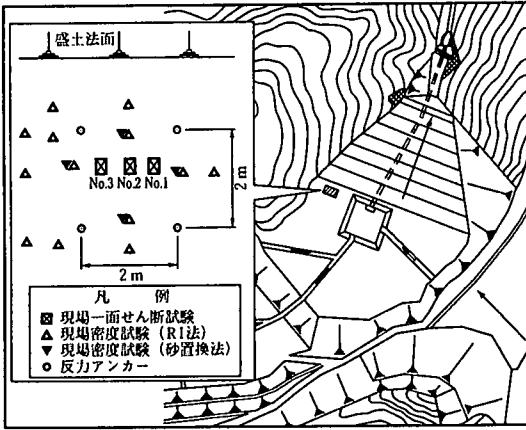 盛土法面
No.3 No.2 No.1
2 m
2 m
凡 例
現場一面せん断試験
現場密度試験（RI法）
現場密度試験（砂置換法）
反力アンカー